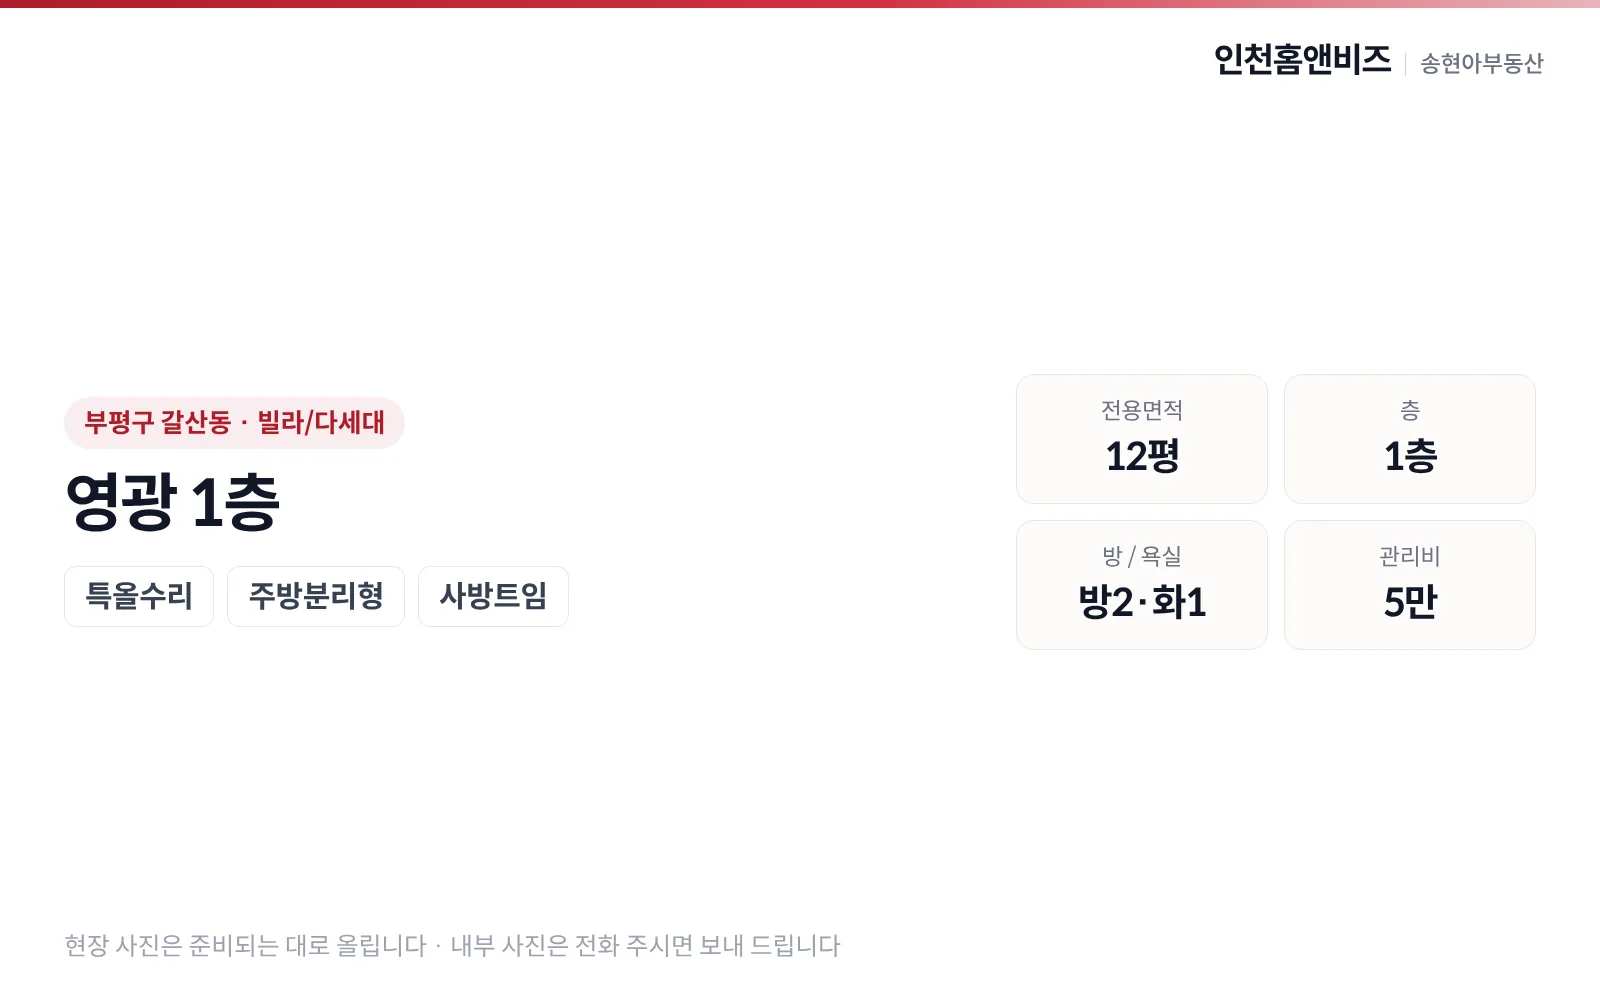 인천홈앤비즈 | 송현아부동산
부평구 갈산동 · 빌라/다세대
영광 1층
특올수리 주방분리형 사방트임
전용면적
12평
층
1층
방 / 욕실
방2·화1
관리비
5만
현장 사진은 준비되는 대로 올립니다 · 내부 사진은 전화 주시면 보내 드립니다